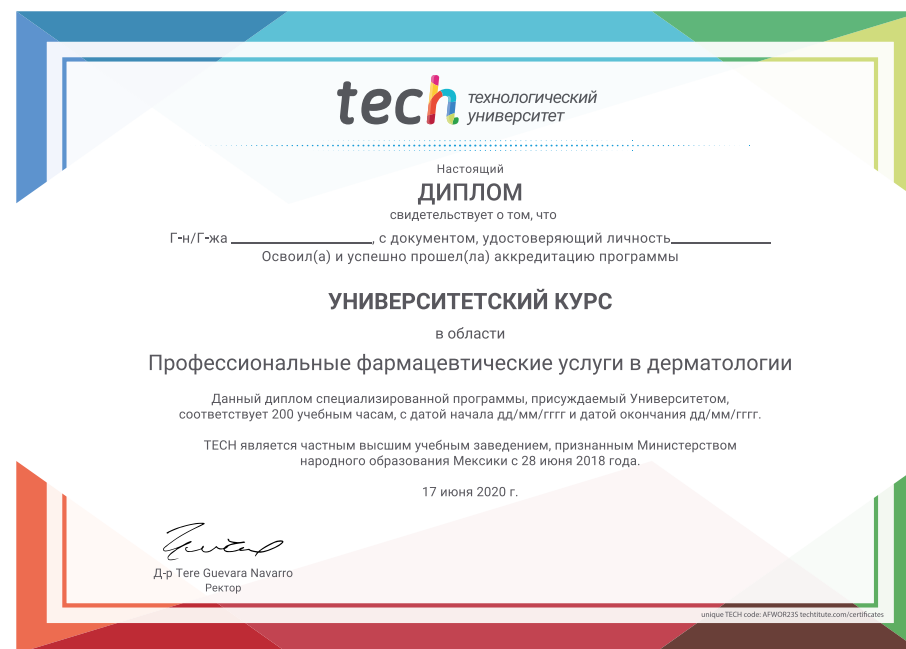 tech технологический
университет
Настоящий
ДИПЛОМ
свидетельствует о том, что
Г-н/Г-жа ____________________, с документом, удостоверяющий личность______________
Освоил(а) и успешно прошел(ла) аккредитацию программы
УНИВЕРСИТЕТСКИЙ КУРС
в области
Профессиональные фармацевтические услуги в дерматологии
Данный диплом специализированной программы, присуждаемый Университетом,
соответствует 200 учебным часам, с датой начала дд/мм/гггг и датой окончания дд/мм/гггг.
TECH является частным высшим учебным заведением, признанным Министерством
народного образования Мексики с 28 июня 2018 года.
17 июня 2020 г.
Д-р Tere Guevara Navarro
Ректор
unique TECH code: AFWOR23S techtitute.com/certificates